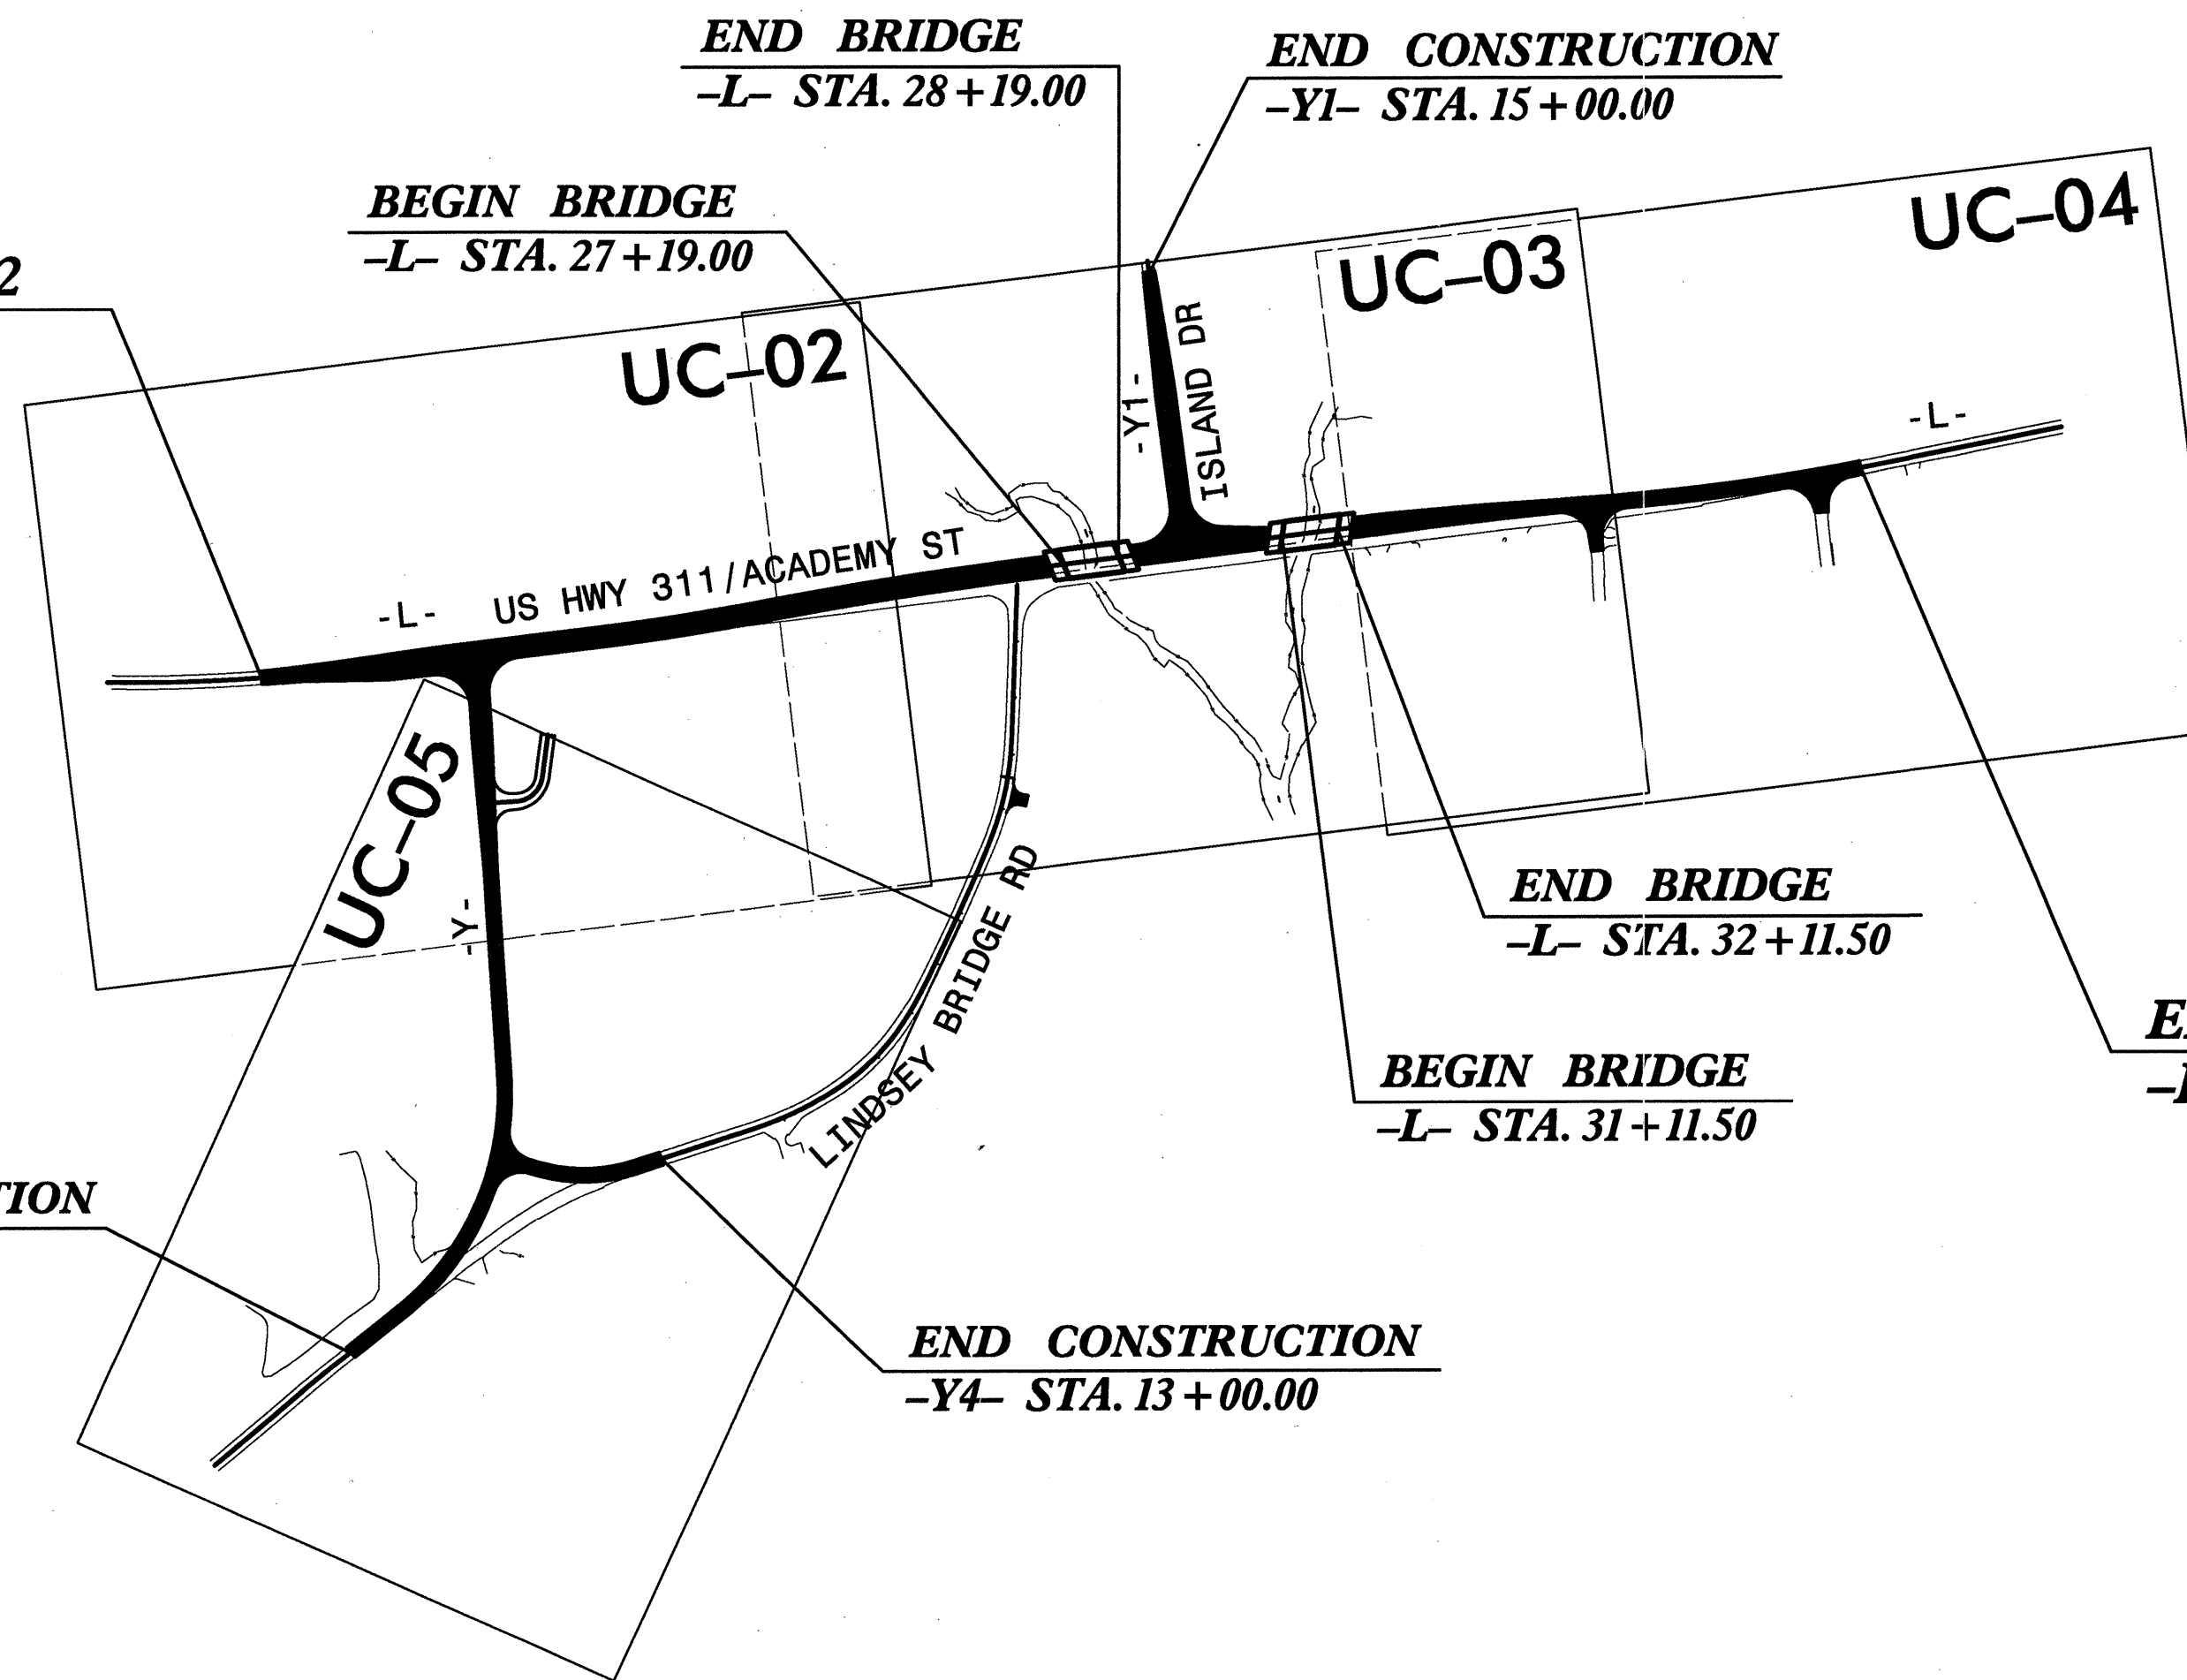 END BRIDGE
–L– STA. 28+19.00
END CONSTRUCTION
–Y1– STA. 15+00.00
BEGIN BRIDGE
–L– STA. 27+19.00
2
UC–04
UC–03
UC–02
-Y1-
ISLAND DR
-L-
-L- US HWY 311/ACADEMY ST
UC–05
-Y-
LINDSEY BRIDGE RD
END BRIDGE
–L– STA. 32+11.50
BEGIN BRIDGE
–L– STA. 31+11.50
TION
END CONSTRUCTION
–Y4– STA. 13+00.00